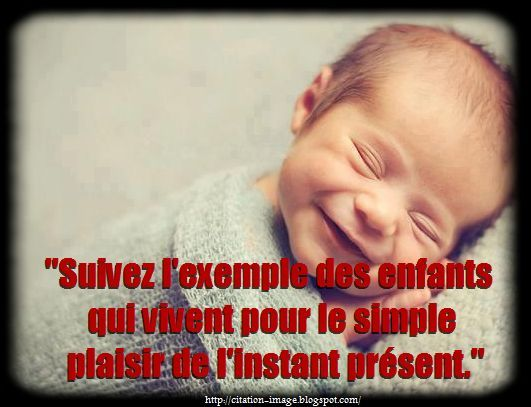 "Suivez l'exemple des enfants
qui vivent pour le simple
plaisir de l'instant présent."
http://citation-image.blogspot.com/